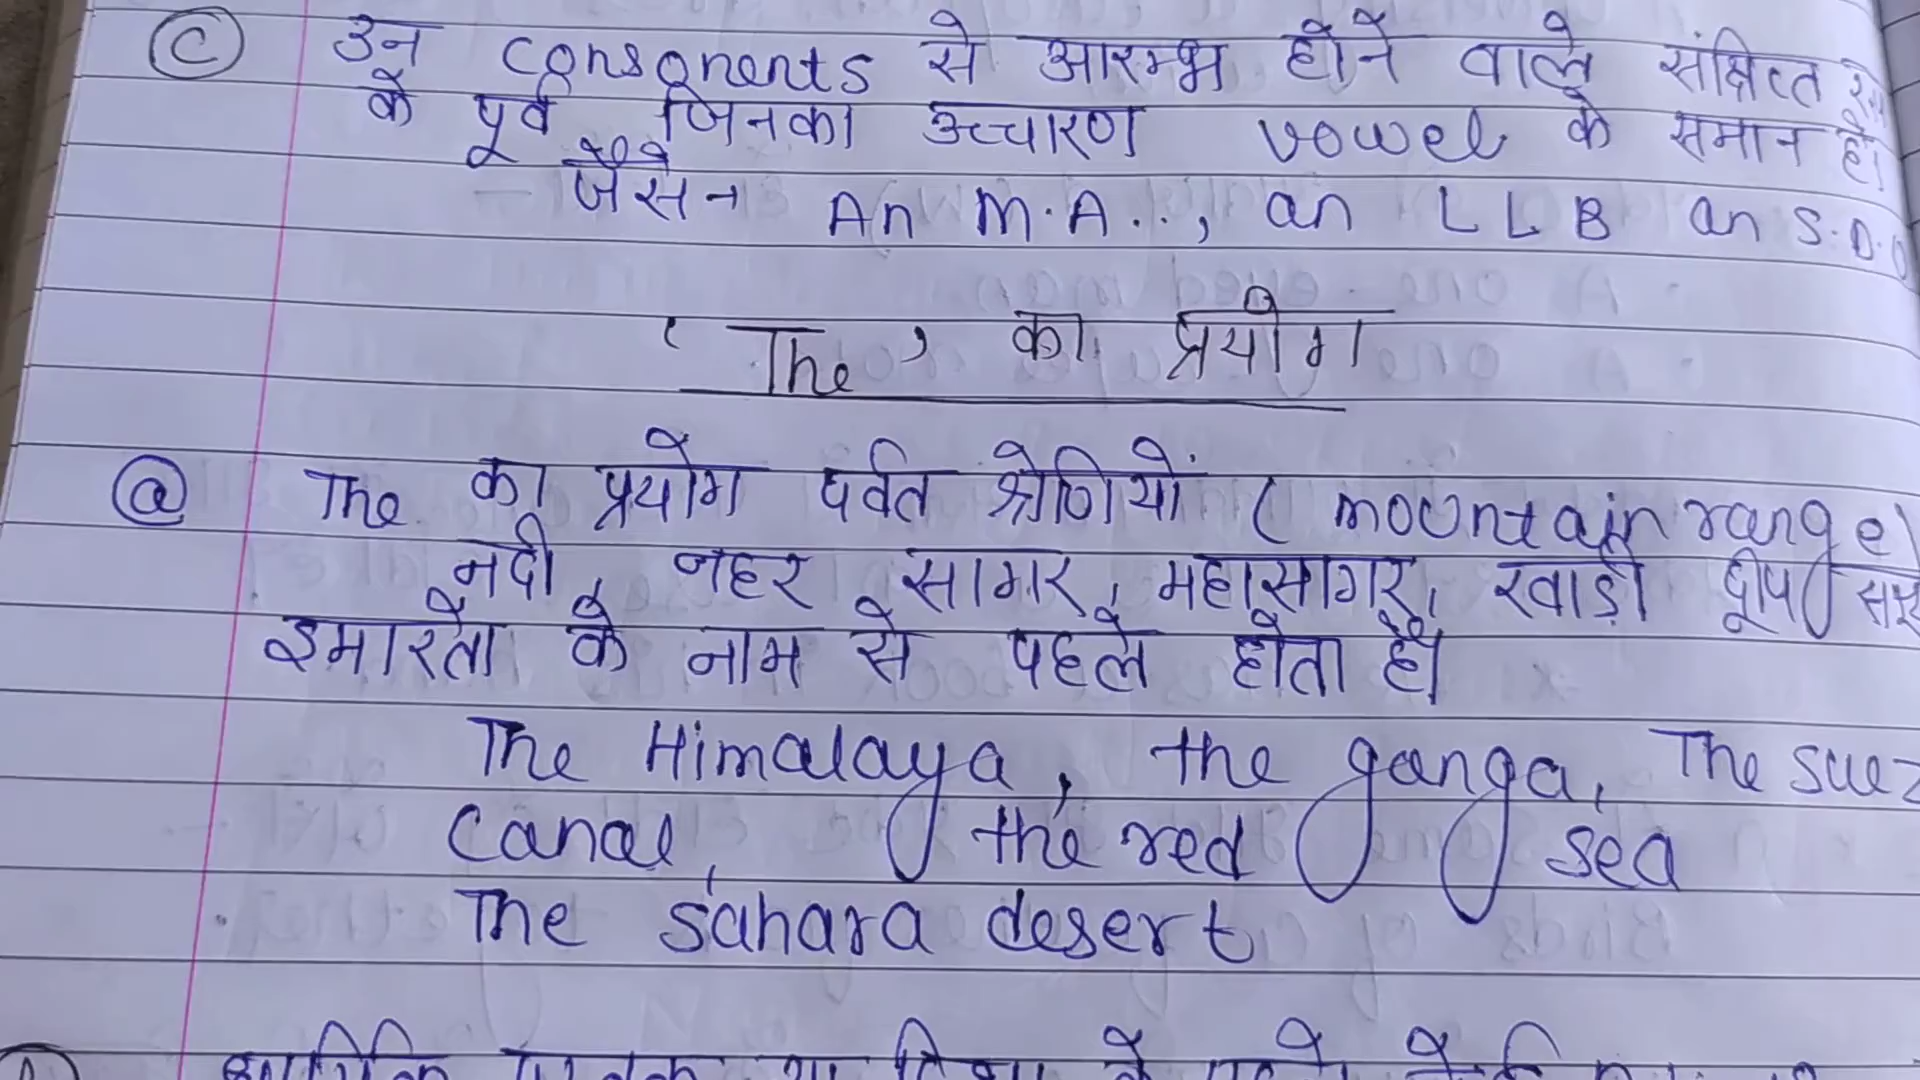 C उन consonents से आरम्भ होने वाले संक्षिप्त
के पूर्व जिनका उच्चारण vowel के समान हो।
जैसे → An M.A.., an LLB an S.D.O
'The' का प्रयोग
a The का प्रयोग पर्वत श्रेणियों (mountain range)
नदी, नहर सागर, महासागर, खाड़ी द्वीप
इमारतो के नाम से पहले होता है।
The Himalaya, the ganga, The suez
Canal, the red sea
The sahara desert